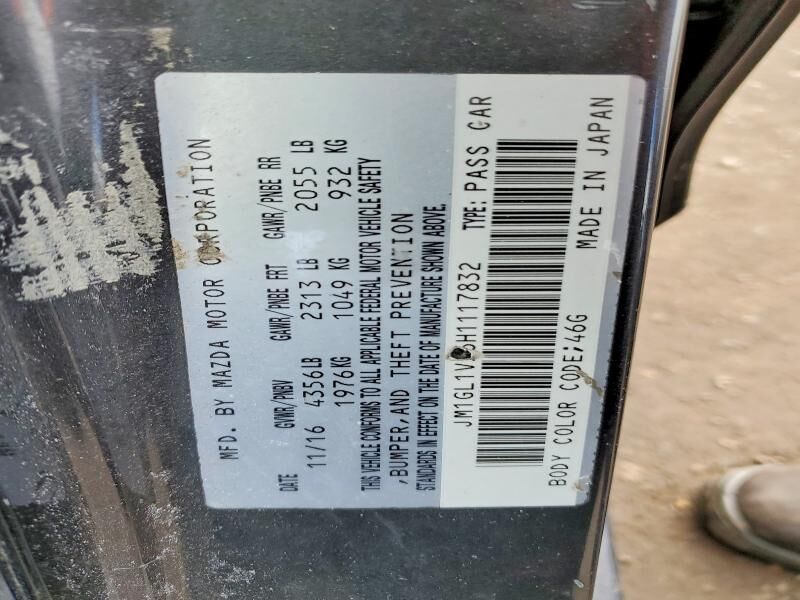 MFD. BY MAZDA MOTOR CORPORATION
DATE GVWR/PNBV GAWR/PNBE FRT GAWR/PNBE RR
11/16 4356LB 2313 LB 2055 LB
1976KG 1049 KG 932 KG
THIS VEHICLE CONFORMS TO ALL APPLICABLE FEDERAL MOTOR VEHICLE SAFETY
,BUMPER,AND THEFT PREVENTION
STANDARDS IN EFFECT ON THE DATE OF MANUFACTURE SHOWN ABOVE.
TYPE: PASS CAR
BODY COLOR CODE:46G MADE IN JAPAN